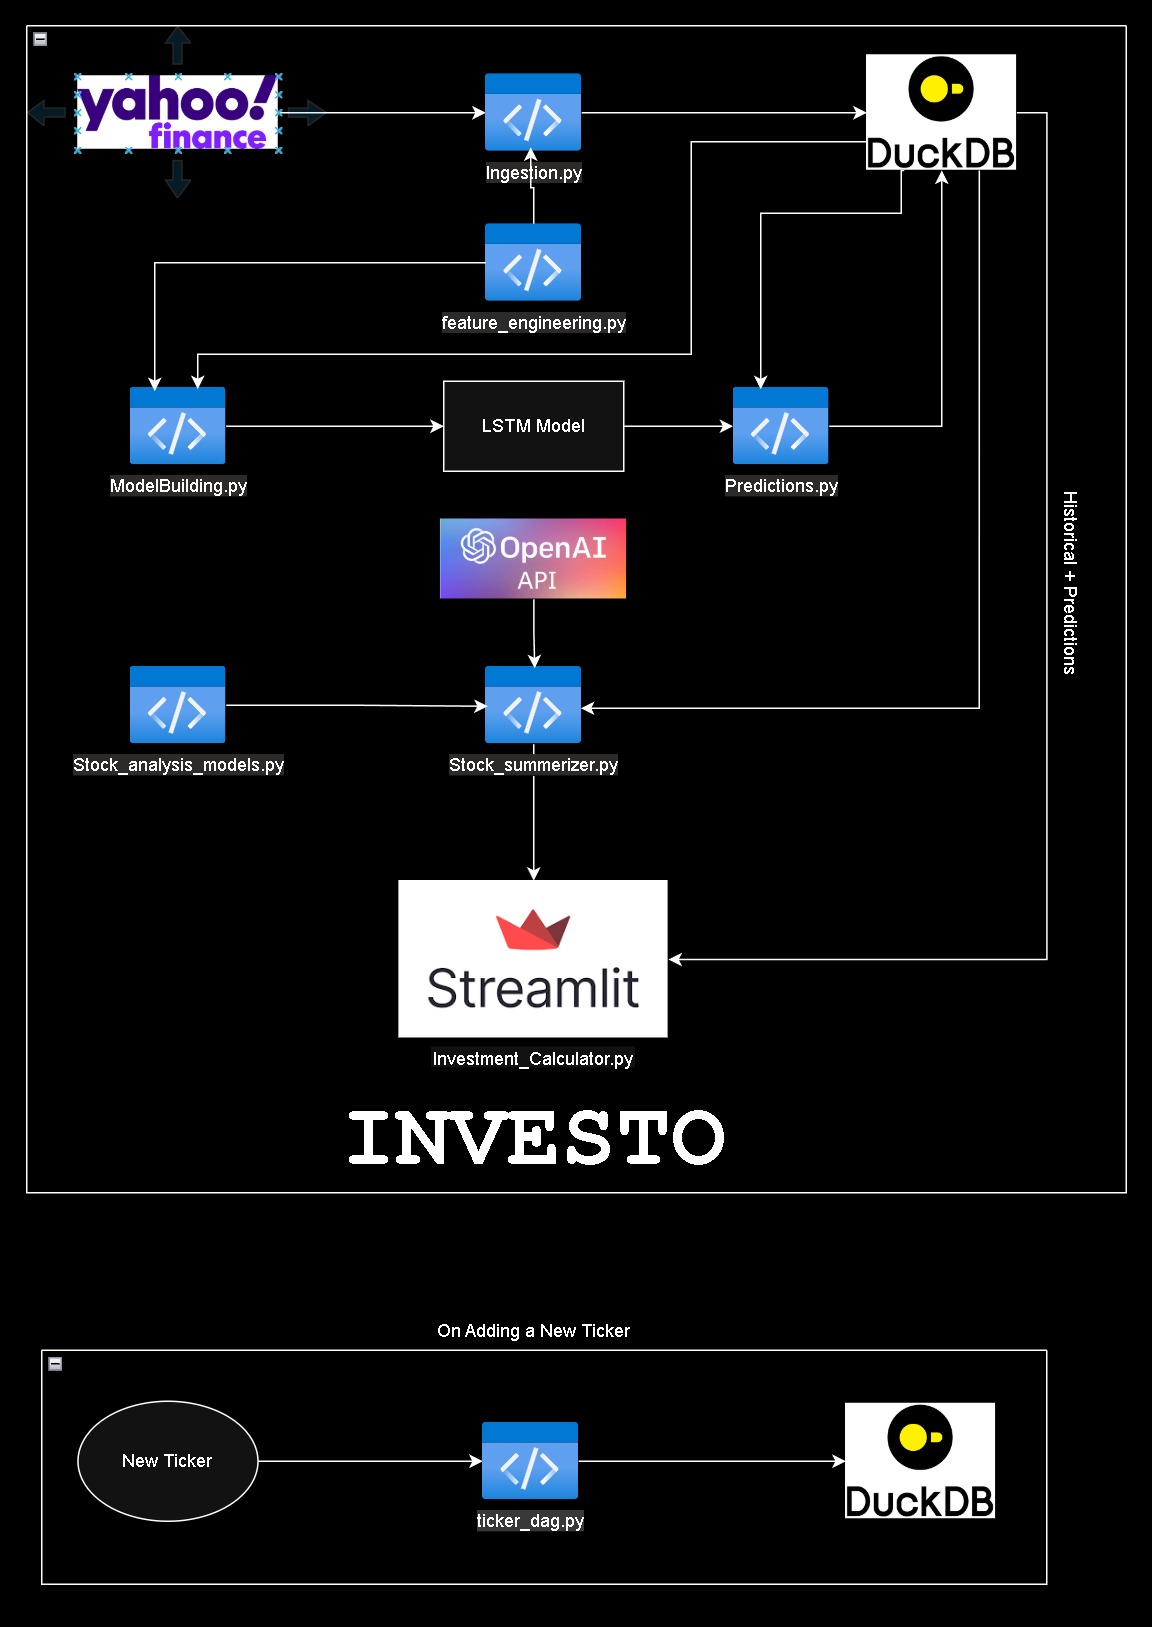 yahoo!
finance
DuckDB
Ingestion.py
feature_engineering.py
LSTM Model
ModelBuilding.py
Predictions.py
OpenAI
API
Historical + Predictions
Stock_analysis_models.py
Stock_summerizer.py
Streamlit
Investment_Calculator.py
INVESTO
On Adding a New Ticker
New Ticker
ticker_dag.py
DuckDB